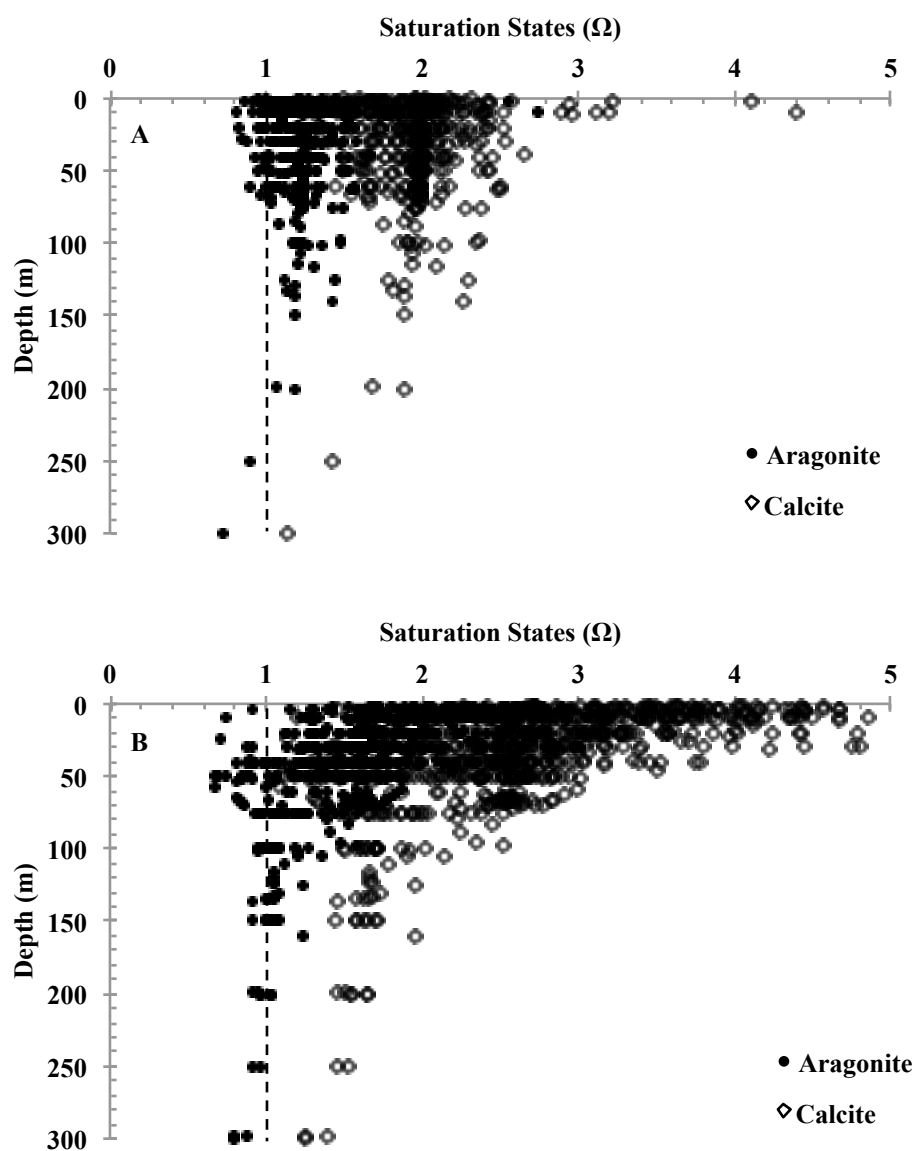 Saturation States (Ω)
0 1 2 3 4 5
0
A
50
100
150
200
250
300
Depth (m)
Aragonite
Calcite
Saturation States (Ω)
0 1 2 3 4 5
0
B
50
100
150
200
250
300
Depth (m)
Aragonite
Calcite